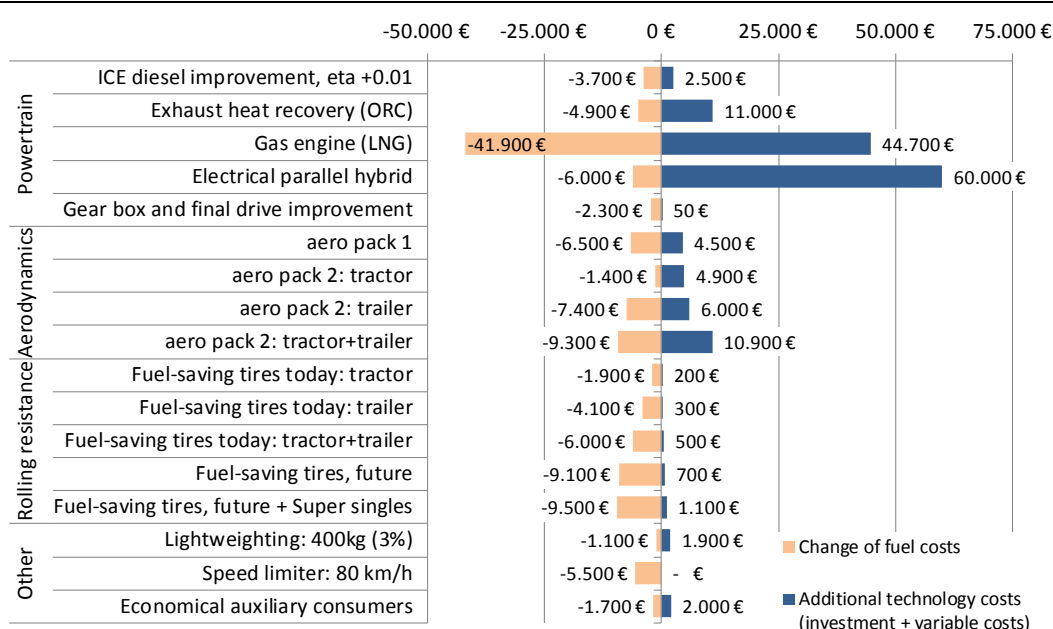 -50.000 € -25.000 € 0 € 25.000 € 50.000 € 75.000 €
Powertrain
ICE diesel improvement, eta +0.01 -3.700 € 2.500 €
Exhaust heat recovery (ORC) -4.900 € 11.000 €
Gas engine (LNG) -41.900 € 44.700 €
Electrical parallel hybrid -6.000 € 60.000 €
Gear box and final drive improvement -2.300 € 50 €
Aerodynamics
aero pack 1 -6.500 € 4.500 €
aero pack 2: tractor -1.400 € 4.900 €
aero pack 2: trailer -7.400 € 6.000 €
aero pack 2: tractor+trailer -9.300 € 10.900 €
Rolling resistance
Fuel-saving tires today: tractor -1.900 € 200 €
Fuel-saving tires today: trailer -4.100 € 300 €
Fuel-saving tires today: tractor+trailer -6.000 € 500 €
Fuel-saving tires, future -9.100 € 700 €
Fuel-saving tires, future + Super singles -9.500 € 1.100 €
Other
Lightweighting: 400kg (3%) -1.100 € 1.900 €
Speed limiter: 80 km/h -5.500 € - €
Economical auxiliary consumers -1.700 € 2.000 €
Change of fuel costs
Additional technology costs
(investment + variable costs)